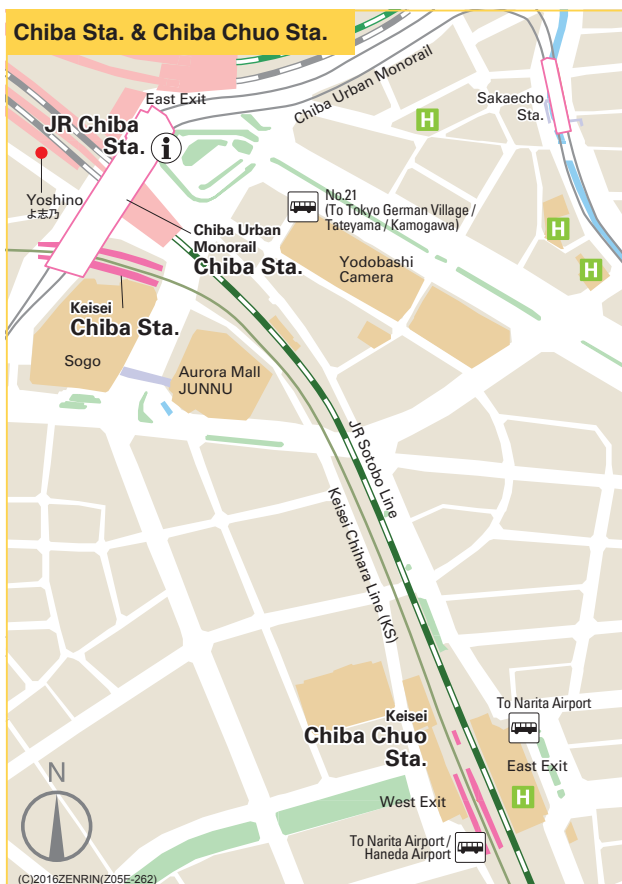 Chiba Sta. & Chiba Chuo Sta.
East Exit
Chiba Urban Monorail
Sakaecho
Sta.
H
JR Chiba
Sta.
i
Yoshino
よ志乃
No.21
(To Tokyo German Village /
Tateyama / Kamogawa)
H
H
Chiba Urban
Monorail
Chiba Sta.
Yodobashi
Camera
Keisei
Chiba Sta.
Sogo
Aurora Mall
JUNNU
JR Sotobo Line
Keisei Chihara Line (KS)
Keisei
Chiba Chuo
Sta.
To Narita Airport
East Exit
H
West Exit
To Narita Airport /
Haneda Airport
N
(C)2016ZENRIN(Z05E-262)